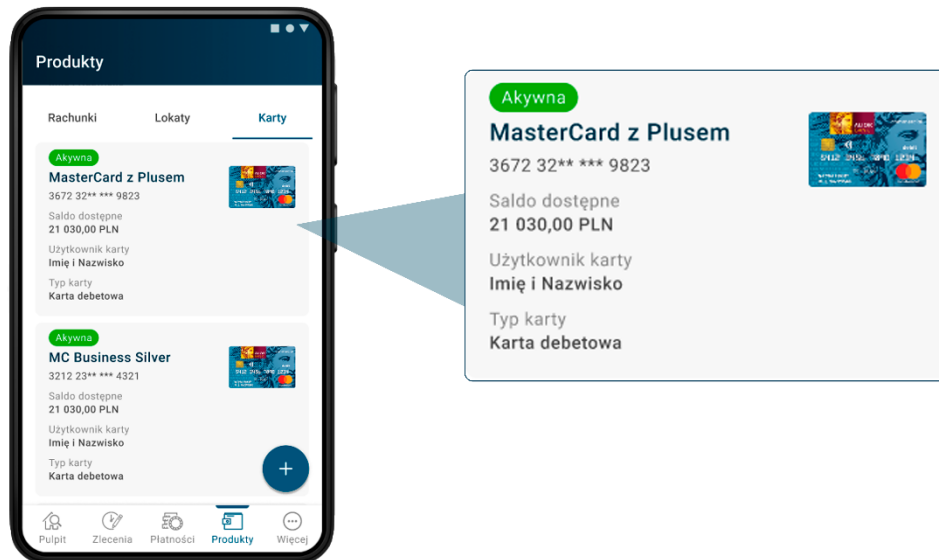 Produkty
Rachunki Lokaty Karty
Akywna
MasterCard z Plusem
3672 32** *** 9823
Saldo dostępne
21 030,00 PLN
Użytkownik karty
Imię i Nazwisko
Typ karty
Karta debetowa
Akywna
MC Business Silver
3212 23** *** 4321
Saldo dostępne
21 030,00 PLN
Użytkownik karty
Imię i Nazwisko
Typ karty
Karta debetowa
+
Pulpit Zlecenia Płatności Produkty Więcej
Akywna
MasterCard z Plusem
3672 32** *** 9823
Saldo dostępne
21 030,00 PLN
Użytkownik karty
Imię i Nazwisko
Typ karty
Karta debetowa
debit